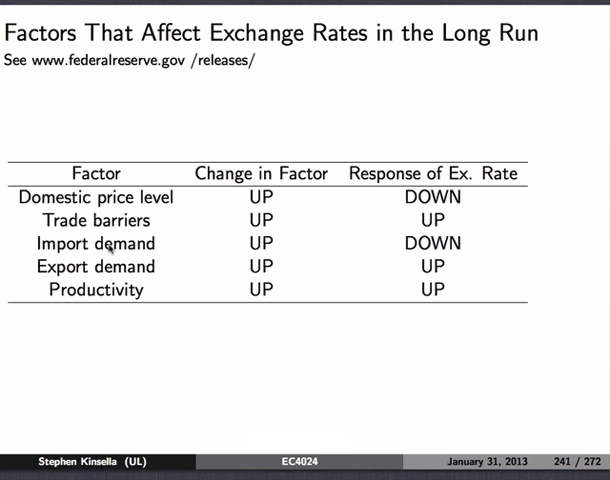 Factors That Affect Exchange Rates in the Long Run
See www.federalreserve.gov /releases/
Factor Change in Factor Response of Ex. Rate
Domestic price level UP DOWN
Trade barriers UP UP
Import demand UP DOWN
Export demand UP UP
Productivity UP UP
Stephen Kinsella (UL) EC4024 January 31, 2013 241 / 272